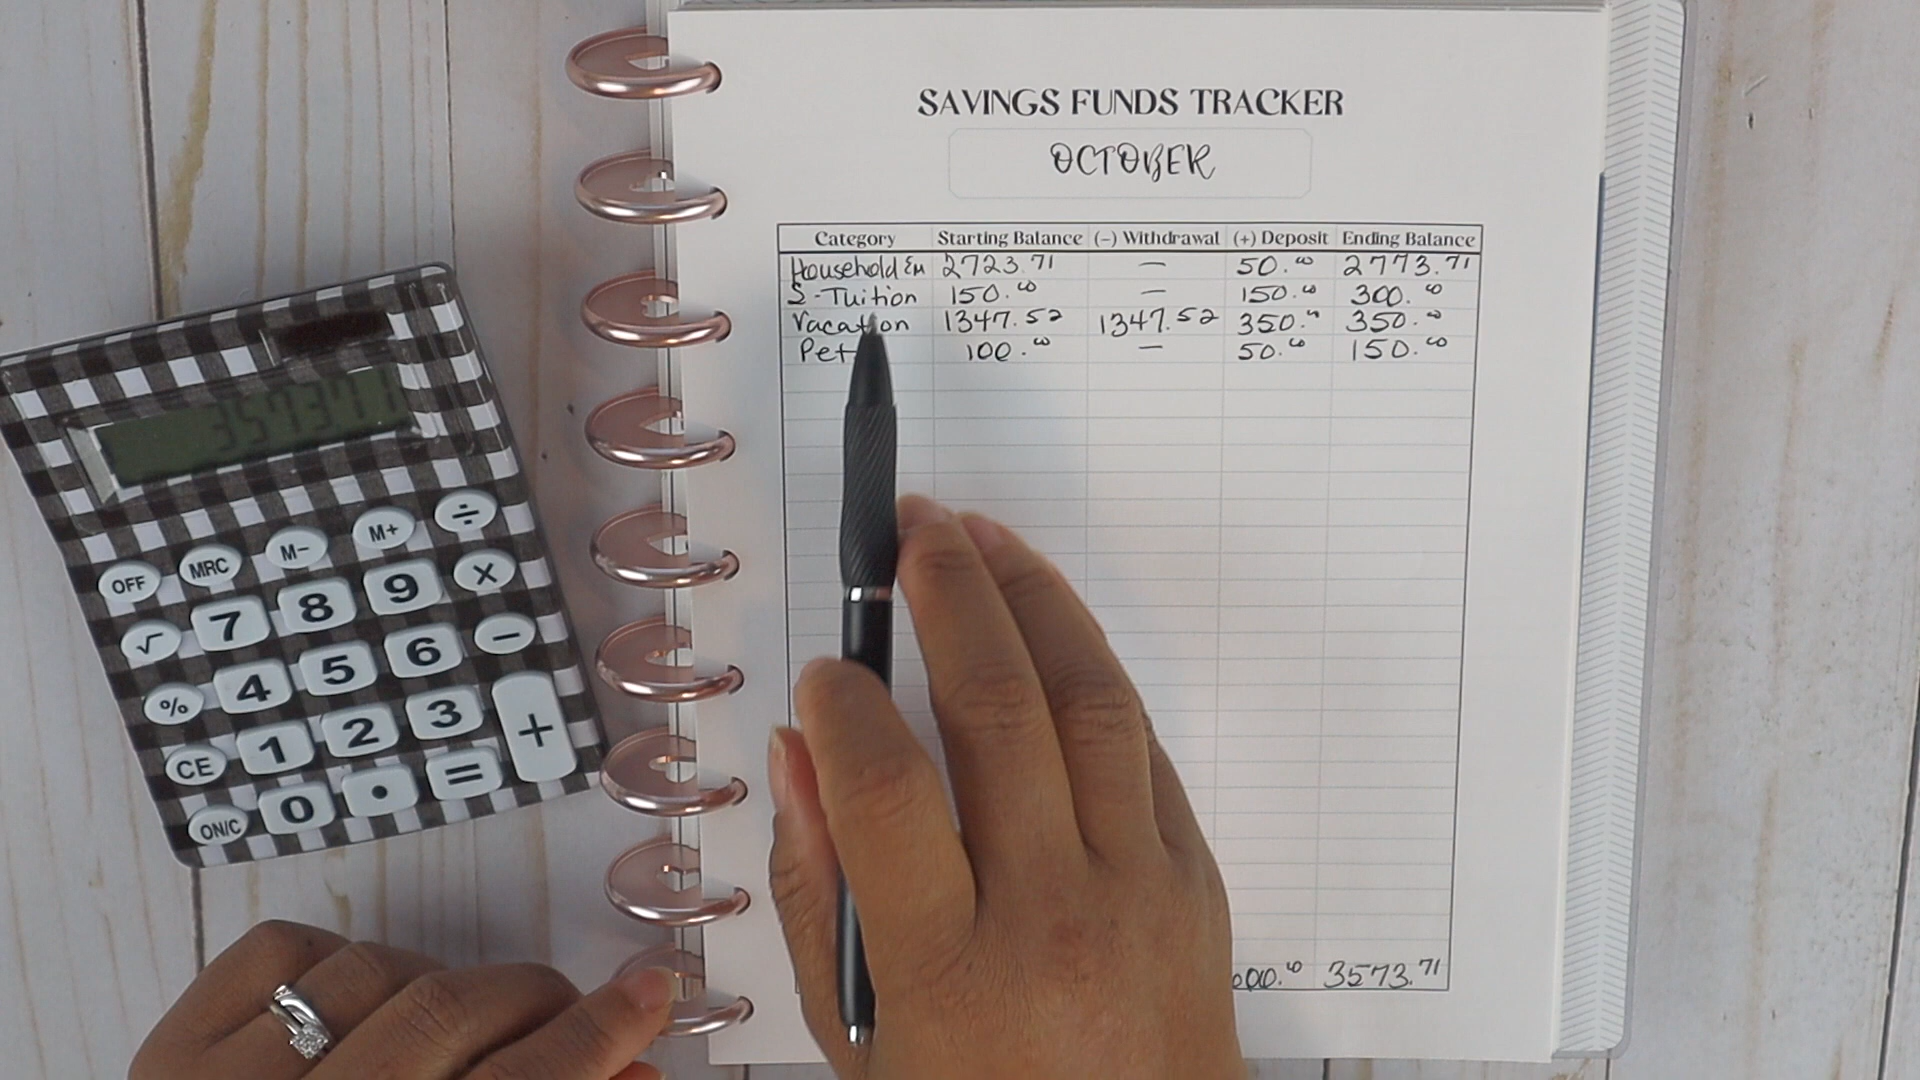 SAVINGS FUNDS TRACKER
OCTOBER
Category Starting Balance (-) Withdrawal (+) Deposit Ending Balance
Household Em 2723.71 — 50.00 2773.71
S-Tuition 150.00 — 150.00 300.00
Vacation 1347.52 1347.52 350.00 350.00
Pet 100.00 — 50.00 150.00
00.00 3573.71
357371
OFF MRC M- M+ ÷
√ 7 8 9 ×
% 4 5 6 −
CE 1 2 3 +
ON/C 0 . =